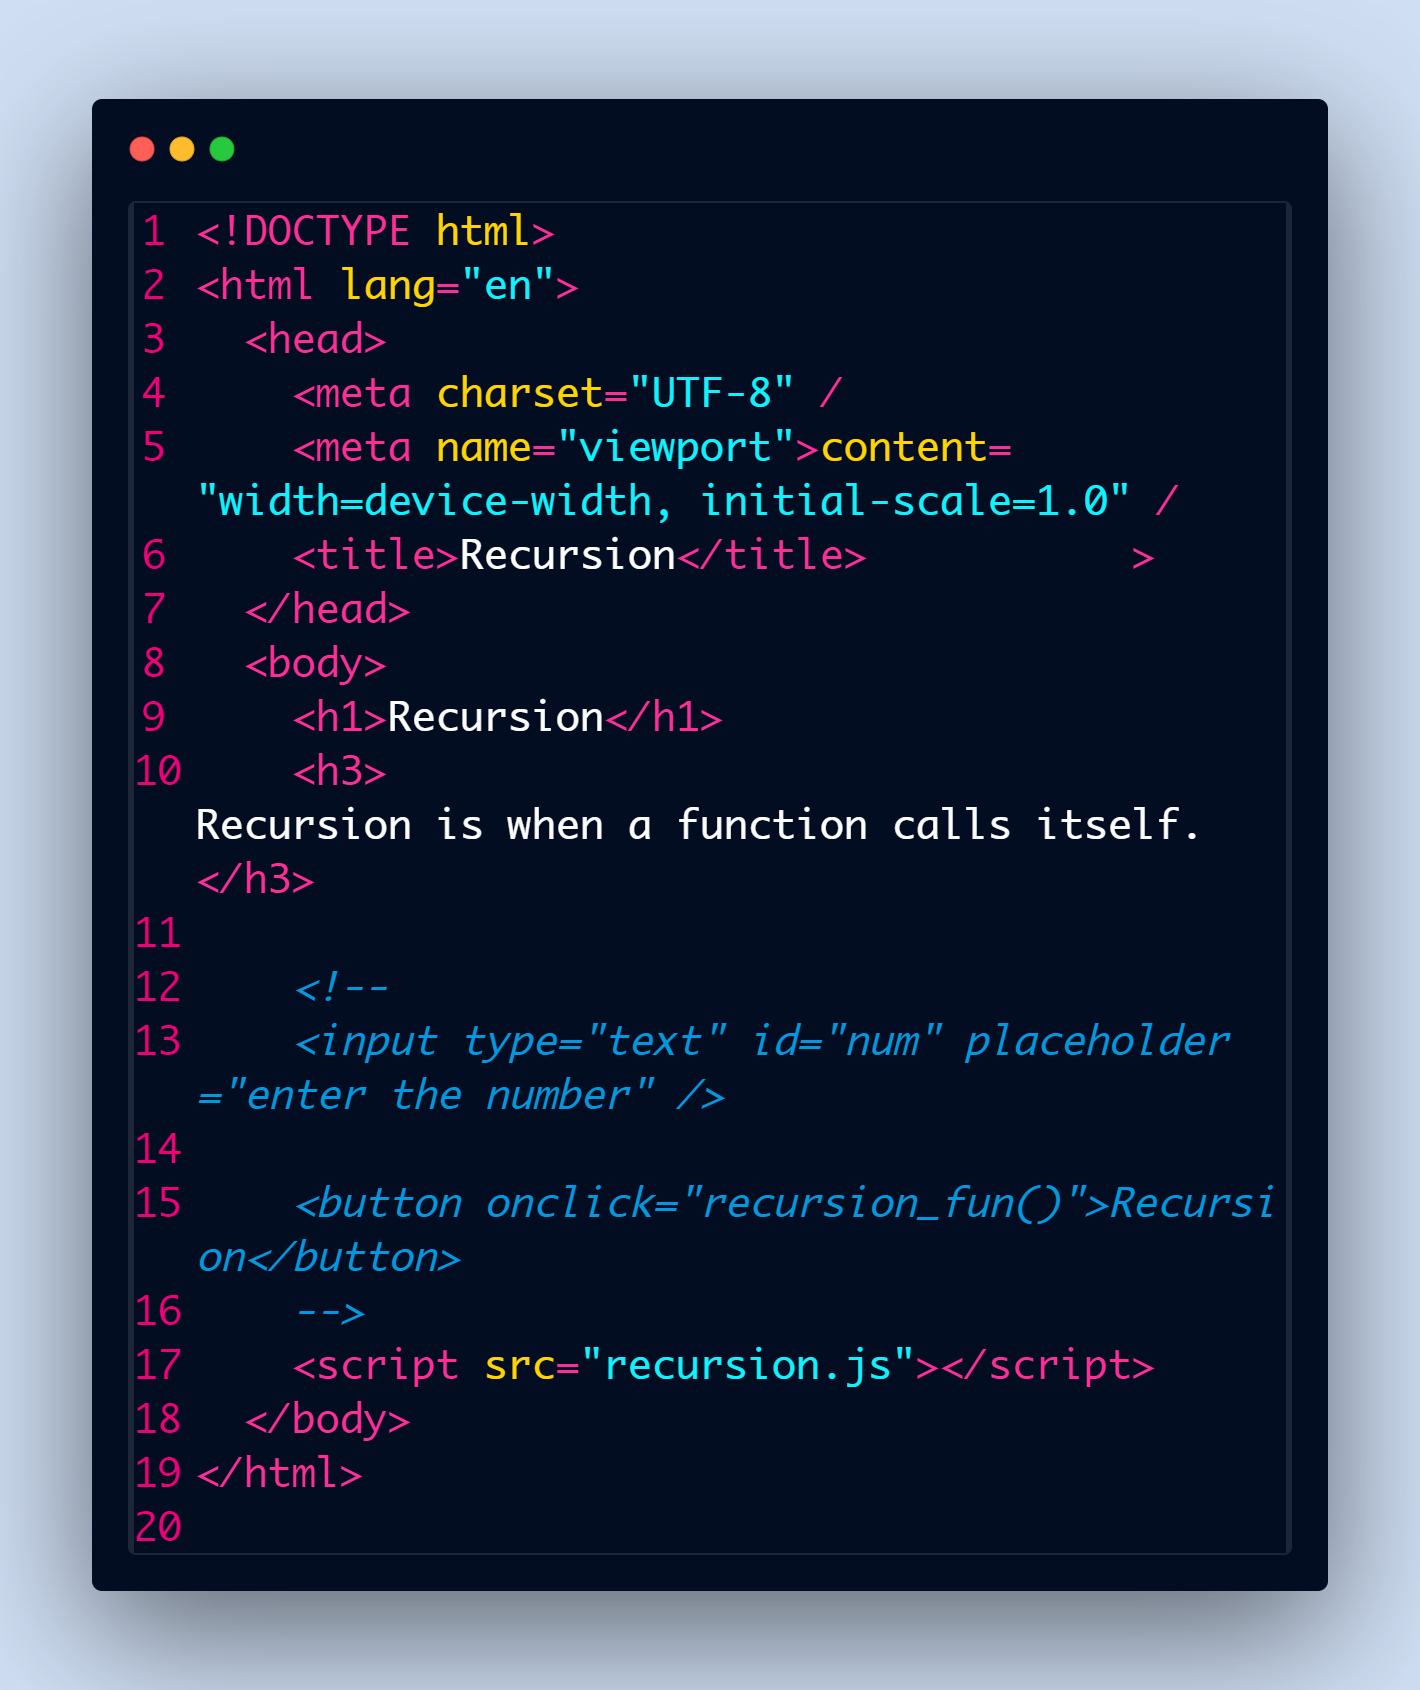 1 <!DOCTYPE html>
2 <html lang="en">
3   <head>
4     <meta charset="UTF-8" /
5     <meta name="viewport">content=
"width=device-width, initial-scale=1.0" /
6     <title>Recursion</title>           >
7   </head>
8   <body>
9     <h1>Recursion</h1>
10     <h3>
Recursion is when a function calls itself.
</h3>
11
12     <!--
13     <input type="text" id="num" placeholder
="enter the number" />
14
15     <button onclick="recursion_fun()">Recursi
on</button>
16     -->
17     <script src="recursion.js"></script>
18   </body>
19 </html>
20